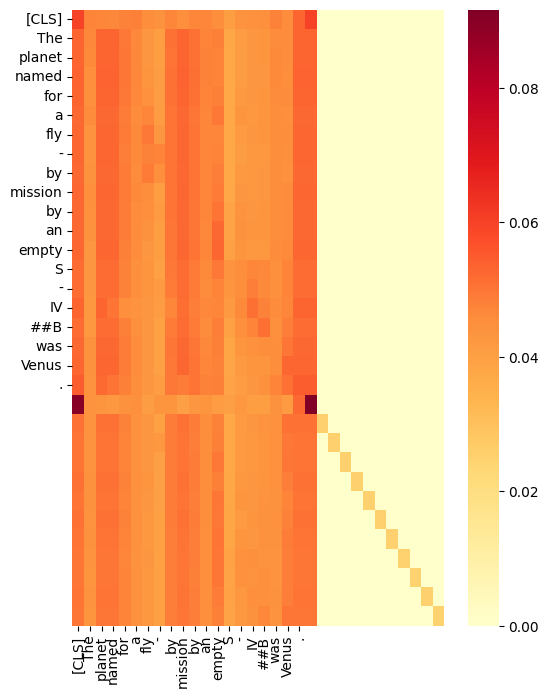 [CLS]
The
planet
named
for
a
fly
-
by
mission
by
an
empty
S
-
IV
##B
was
Venus
.
0.08
0.06
0.04
0.02
0.00
[CLS]
The
planet
named
for
a
fly
-
by
mission
by
an
empty
S
-
IV
##B
was
Venus
.